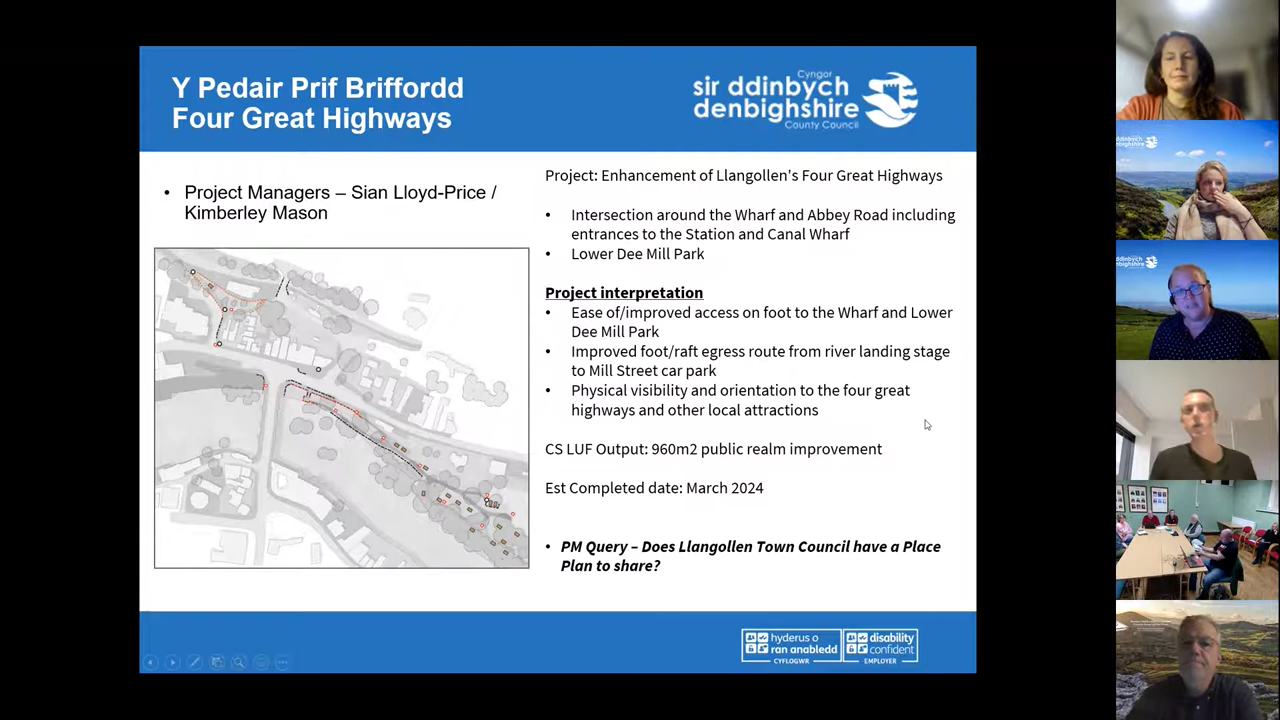 Y Pedair Prif Briffordd
Four Great Highways
Cyngor
sir ddinbych
denbighshire
County Council
• Project Managers – Sian Lloyd-Price /
Kimberley Mason
Project: Enhancement of Llangollen's Four Great Highways
• Intersection around the Wharf and Abbey Road including
entrances to the Station and Canal Wharf
• Lower Dee Mill Park
Project interpretation
• Ease of/improved access on foot to the Wharf and Lower
Dee Mill Park
• Improved foot/raft egress route from river landing stage
to Mill Street car park
• Physical visibility and orientation to the four great
highways and other local attractions
CS LUF Output: 960m2 public realm improvement
Est Completed date: March 2024
• PM Query – Does Llangollen Town Council have a Place
Plan to share?
hyderus o
ran anabledd
CYFLOGWR
disability
confident
EMPLOYER
sir ddinbych
denbighshire
sir ddinbych
denbighshire